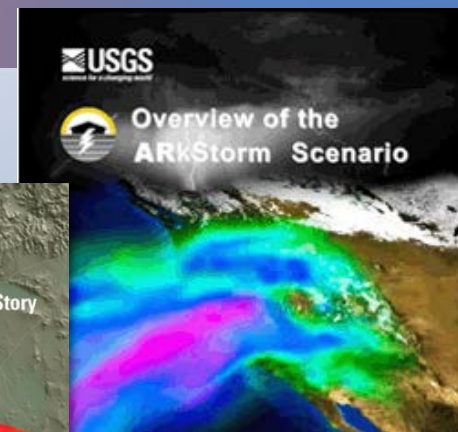 USGS
science for a changing world
Overview of the
ARkStorm Scenario
Story